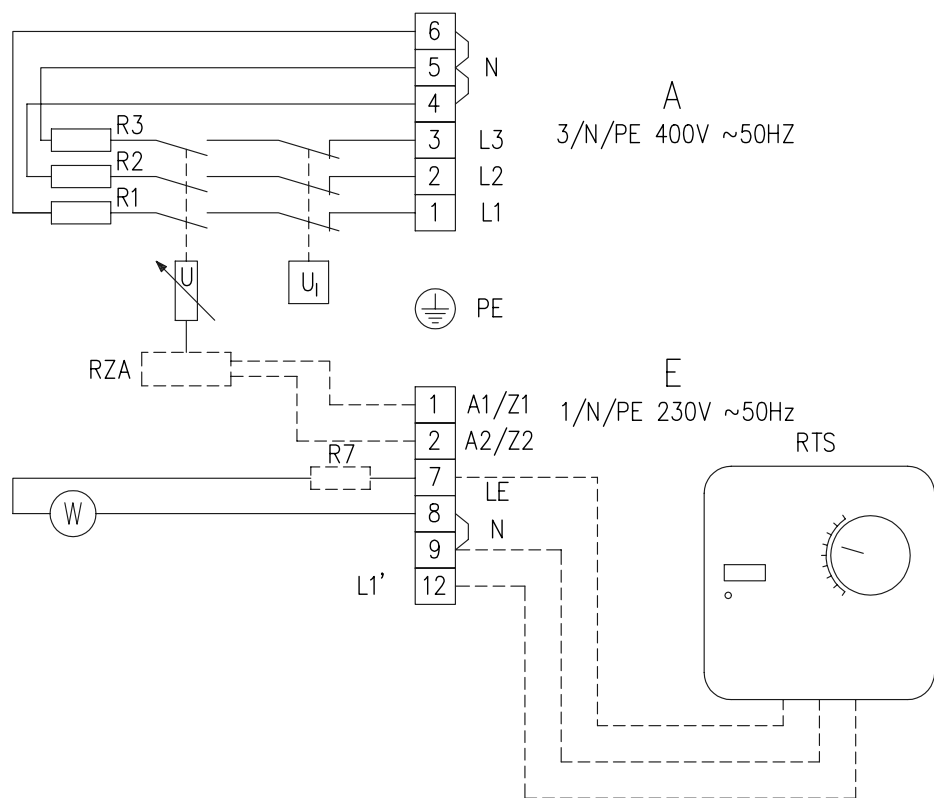 6
5
N
4
R3
3
L3
R2
2
L2
R1
1
L1
A
3/N/PE 400V ~50HZ
U
UI
PE
RZA
E
1/N/PE 230V ~50Hz
1
A1/Z1
2
A2/Z2
RTS
R7
7
LE
W
8
N
9
L1'
12